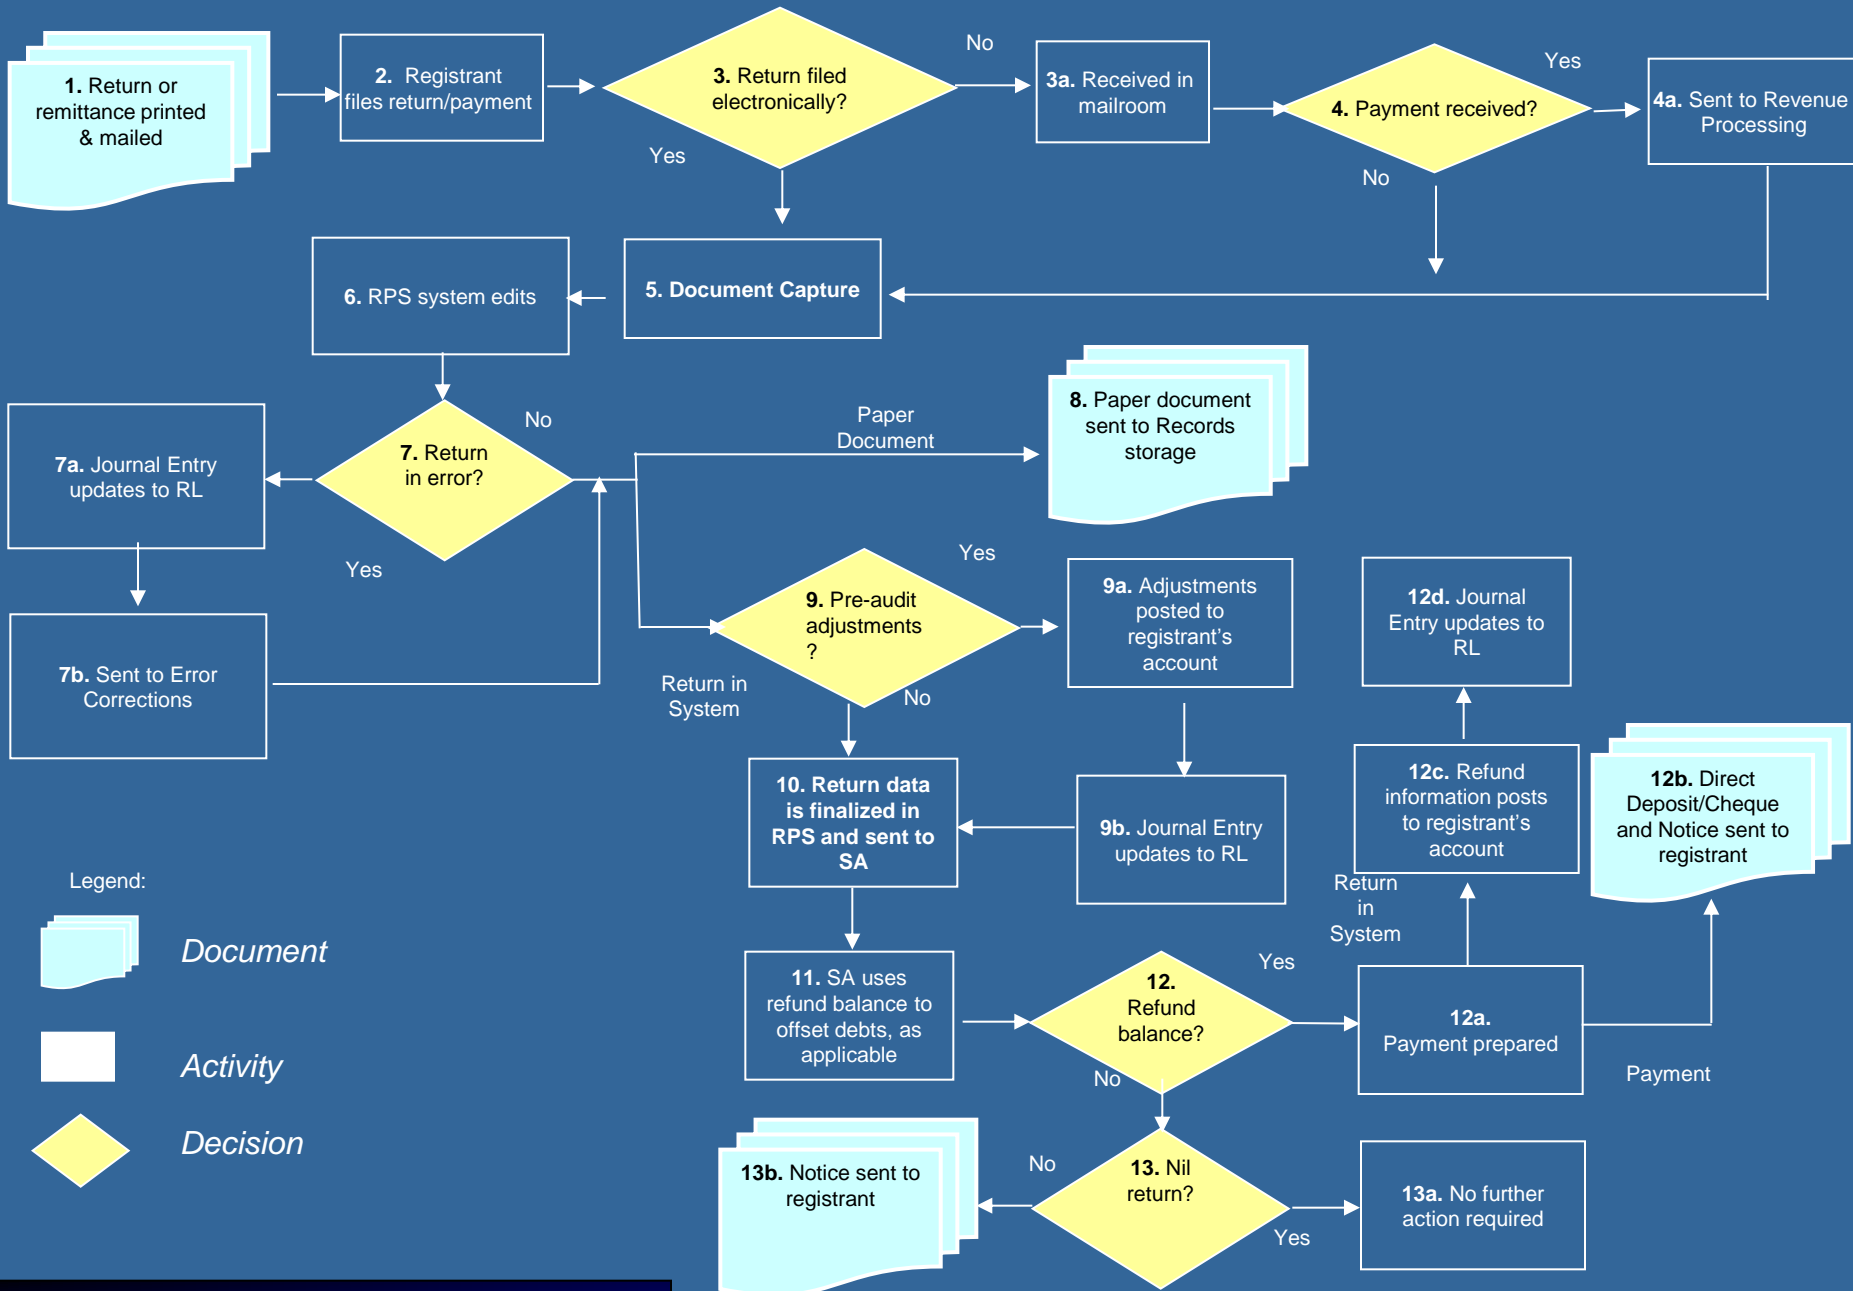 1. Return or
remittance printed
& mailed
2. Registrant
files return/payment
3. Return filed
electronically?
No
Yes
3a. Received in
mailroom
4. Payment received?
Yes
No
4a. Sent to Revenue
Processing
6. RPS system edits
5. Document Capture
7a. Journal Entry
updates to RL
7. Return
in error?
No
Yes
Paper
Document
8. Paper document
sent to Records
storage
7b. Sent to Error
Corrections
9. Pre-audit
adjustments
?
Yes
Return in
System
No
9a. Adjustments
posted to
registrant's
account
12d. Journal
Entry updates to
RL
10. Return data
is finalized in
RPS and sent to
SA
9b. Journal Entry
updates to RL
12c. Refund
information posts
to registrant's
account
12b. Direct
Deposit/Cheque
and Notice sent to
registrant
Return
in
System
Legend:
Document
Activity
Decision
11. SA uses
refund balance to
offset debts, as
applicable
12.
Refund
balance?
Yes
No
12a.
Payment prepared
Payment
13b. Notice sent to
registrant
No
13. Nil
return?
Yes
13a. No further
action required